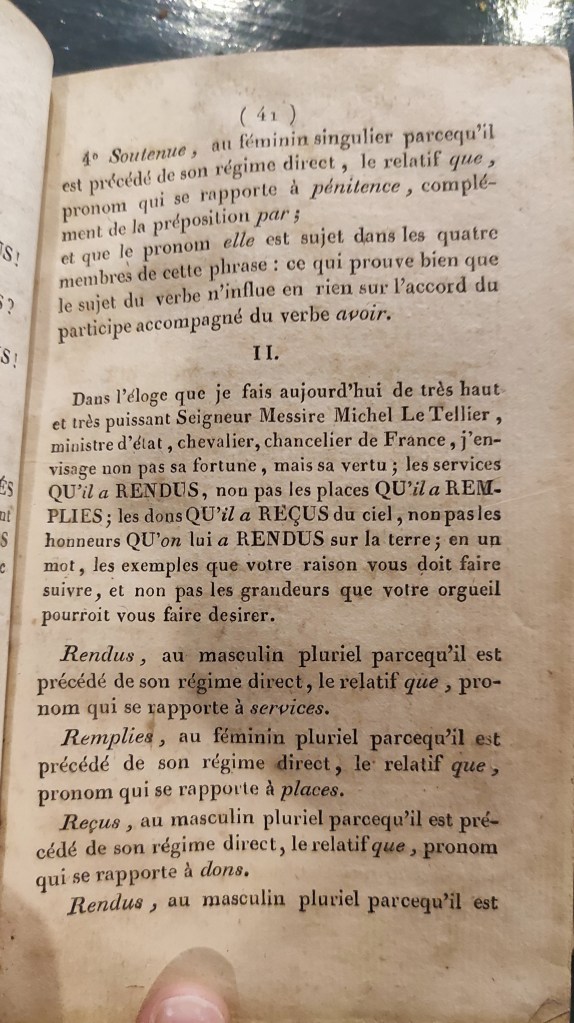 ( 41 )
4° Soutenue, au féminin singulier parcequ'il
est précédé de son régime direct, le relatif que,
pronom qui se rapporte à pénitence, complé-
ment de la préposition par;
et que le pronom elle est sujet dans les quatre
membres de cette phrase : ce qui prouve bien que
le sujet du verbe n'influe en rien sur l'accord du
participe accompagné du verbe avoir.
II.
Dans l'éloge que je fais aujourd'hui de très haut
et très puissant Seigneur Messire Michel Le Tellier,
ministre d'état, chevalier, chancelier de France, j'en-
visage non pas sa fortune, mais sa vertu; les services
QU'il a RENDUS, non pas les places QU'il a REM-
PLIES; les dons QU'il a REÇUS du ciel, non pas les
honneurs QU'on lui a RENDUS sur la terre; en un
mot, les exemples que votre raison vous doit faire
suivre, et non pas les grandeurs que votre orgueil
pourroit vous faire desirer.
Rendus, au masculin pluriel parcequ'il est
précédé de son régime direct, le relatif que, pro-
nom qui se rapporte à services.
Remplies, au féminin pluriel parcequ'il est
précédé de son régime direct, le relatif que,
pronom qui se rapporte à places.
Reçus, au masculin pluriel parcequ'il est pré-
cédé de son régime direct, le relatif que, pronom
qui se rapporte à dons.
Rendus, au masculin pluriel parcequ'il est